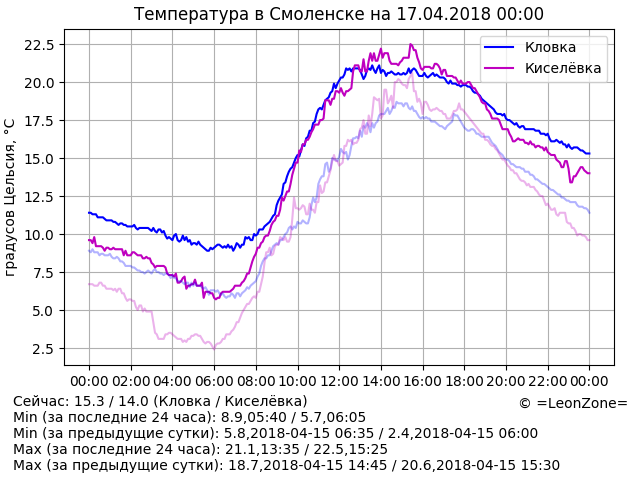 Температура в Смоленске на 17.04.2018 00:00
градусов Цельсия, °C
22.5
20.0
17.5
15.0
12.5
10.0
7.5
5.0
2.5
Кловка
Киселёвка
00:00 02:00 04:00 06:00 08:00 10:00 12:00 14:00 16:00 18:00 20:00 22:00 00:00
Сейчас: 15.3 / 14.0 (Кловка / Киселёвка)
© =LeonZone=
Min (за последние 24 часа): 8.9,05:40 / 5.7,06:05
Min (за предыдущие сутки): 5.8,2018-04-15 06:35 / 2.4,2018-04-15 06:00
Max (за последние 24 часа): 21.1,13:35 / 22.5,15:25
Max (за предыдущие сутки): 18.7,2018-04-15 14:45 / 20.6,2018-04-15 15:30